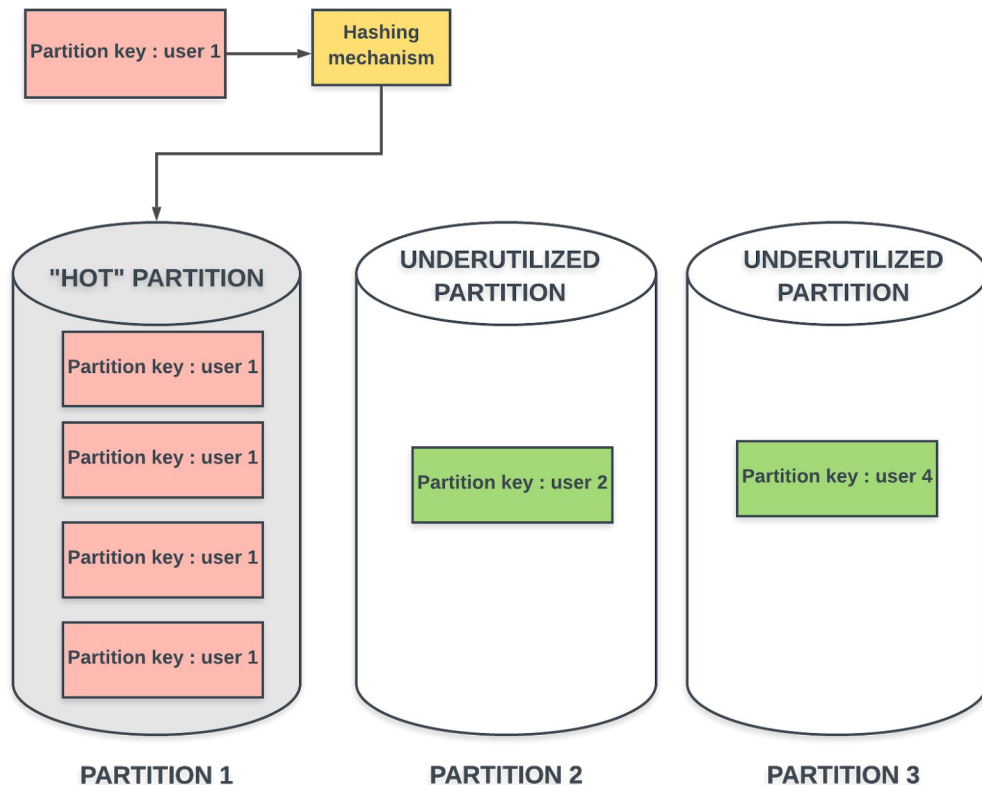 Partition key : user 1
Hashing
mechanism
"HOT" PARTITION
Partition key : user 1
Partition key : user 1
Partition key : user 1
Partition key : user 1
PARTITION 1
UNDERUTILIZED
PARTITION
Partition key : user 2
PARTITION 2
UNDERUTILIZED
PARTITION
Partition key : user 4
PARTITION 3